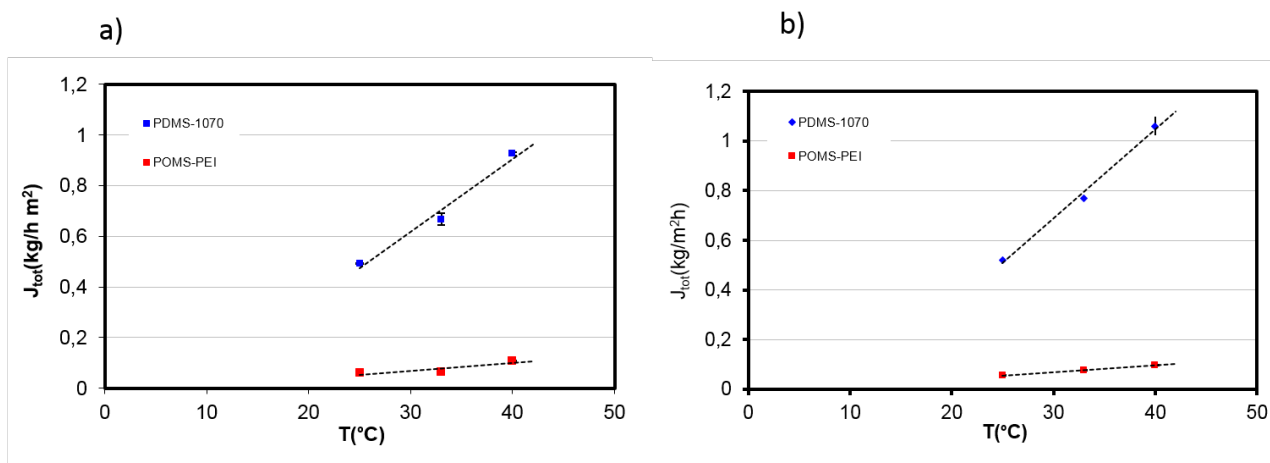 a)
1,2
1
0,8
0,6
0,4
0,2
0
PDMS-1070
POMS-PEI
Jtot(kg/h m²)
0 10 20 30 40 50
T(°C)
b)
1,2
1
0,8
0,6
0,4
0,2
0
PDMS-1070
POMS-PEI
Jtot(kg/m²h)
0 10 20 30 40 50
T(°C)